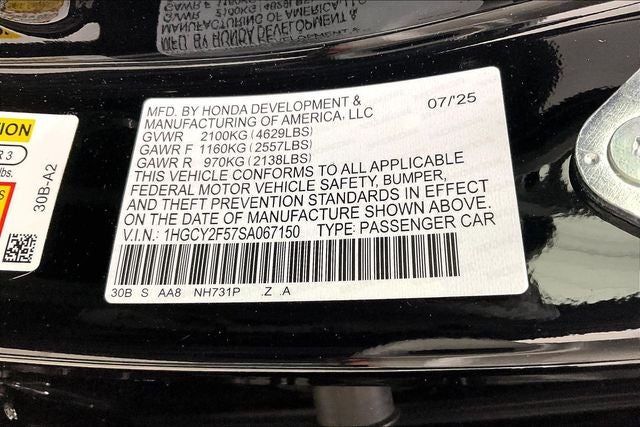 MFD. BY HONDA DEVELOPMENT &
MANUFACTURING OF AMERICA, LLC
07/'25
GVWR 2100KG (4629LBS)
GAWR F 1160KG (2557LBS)
GAWR R 970KG (2138LBS)
THIS VEHICLE CONFORMS TO ALL APPLICABLE
FEDERAL MOTOR VEHICLE SAFETY, BUMPER,
AND THEFT PREVENTION STANDARDS IN EFFECT
ON THE DATE OF MANUFACTURE SHOWN ABOVE.
V.I.N.: 1HGCY2F57SA067150 TYPE: PASSENGER CAR
30B S AA8 NH731P .Z .A
30B-A2
R 3
lbs.